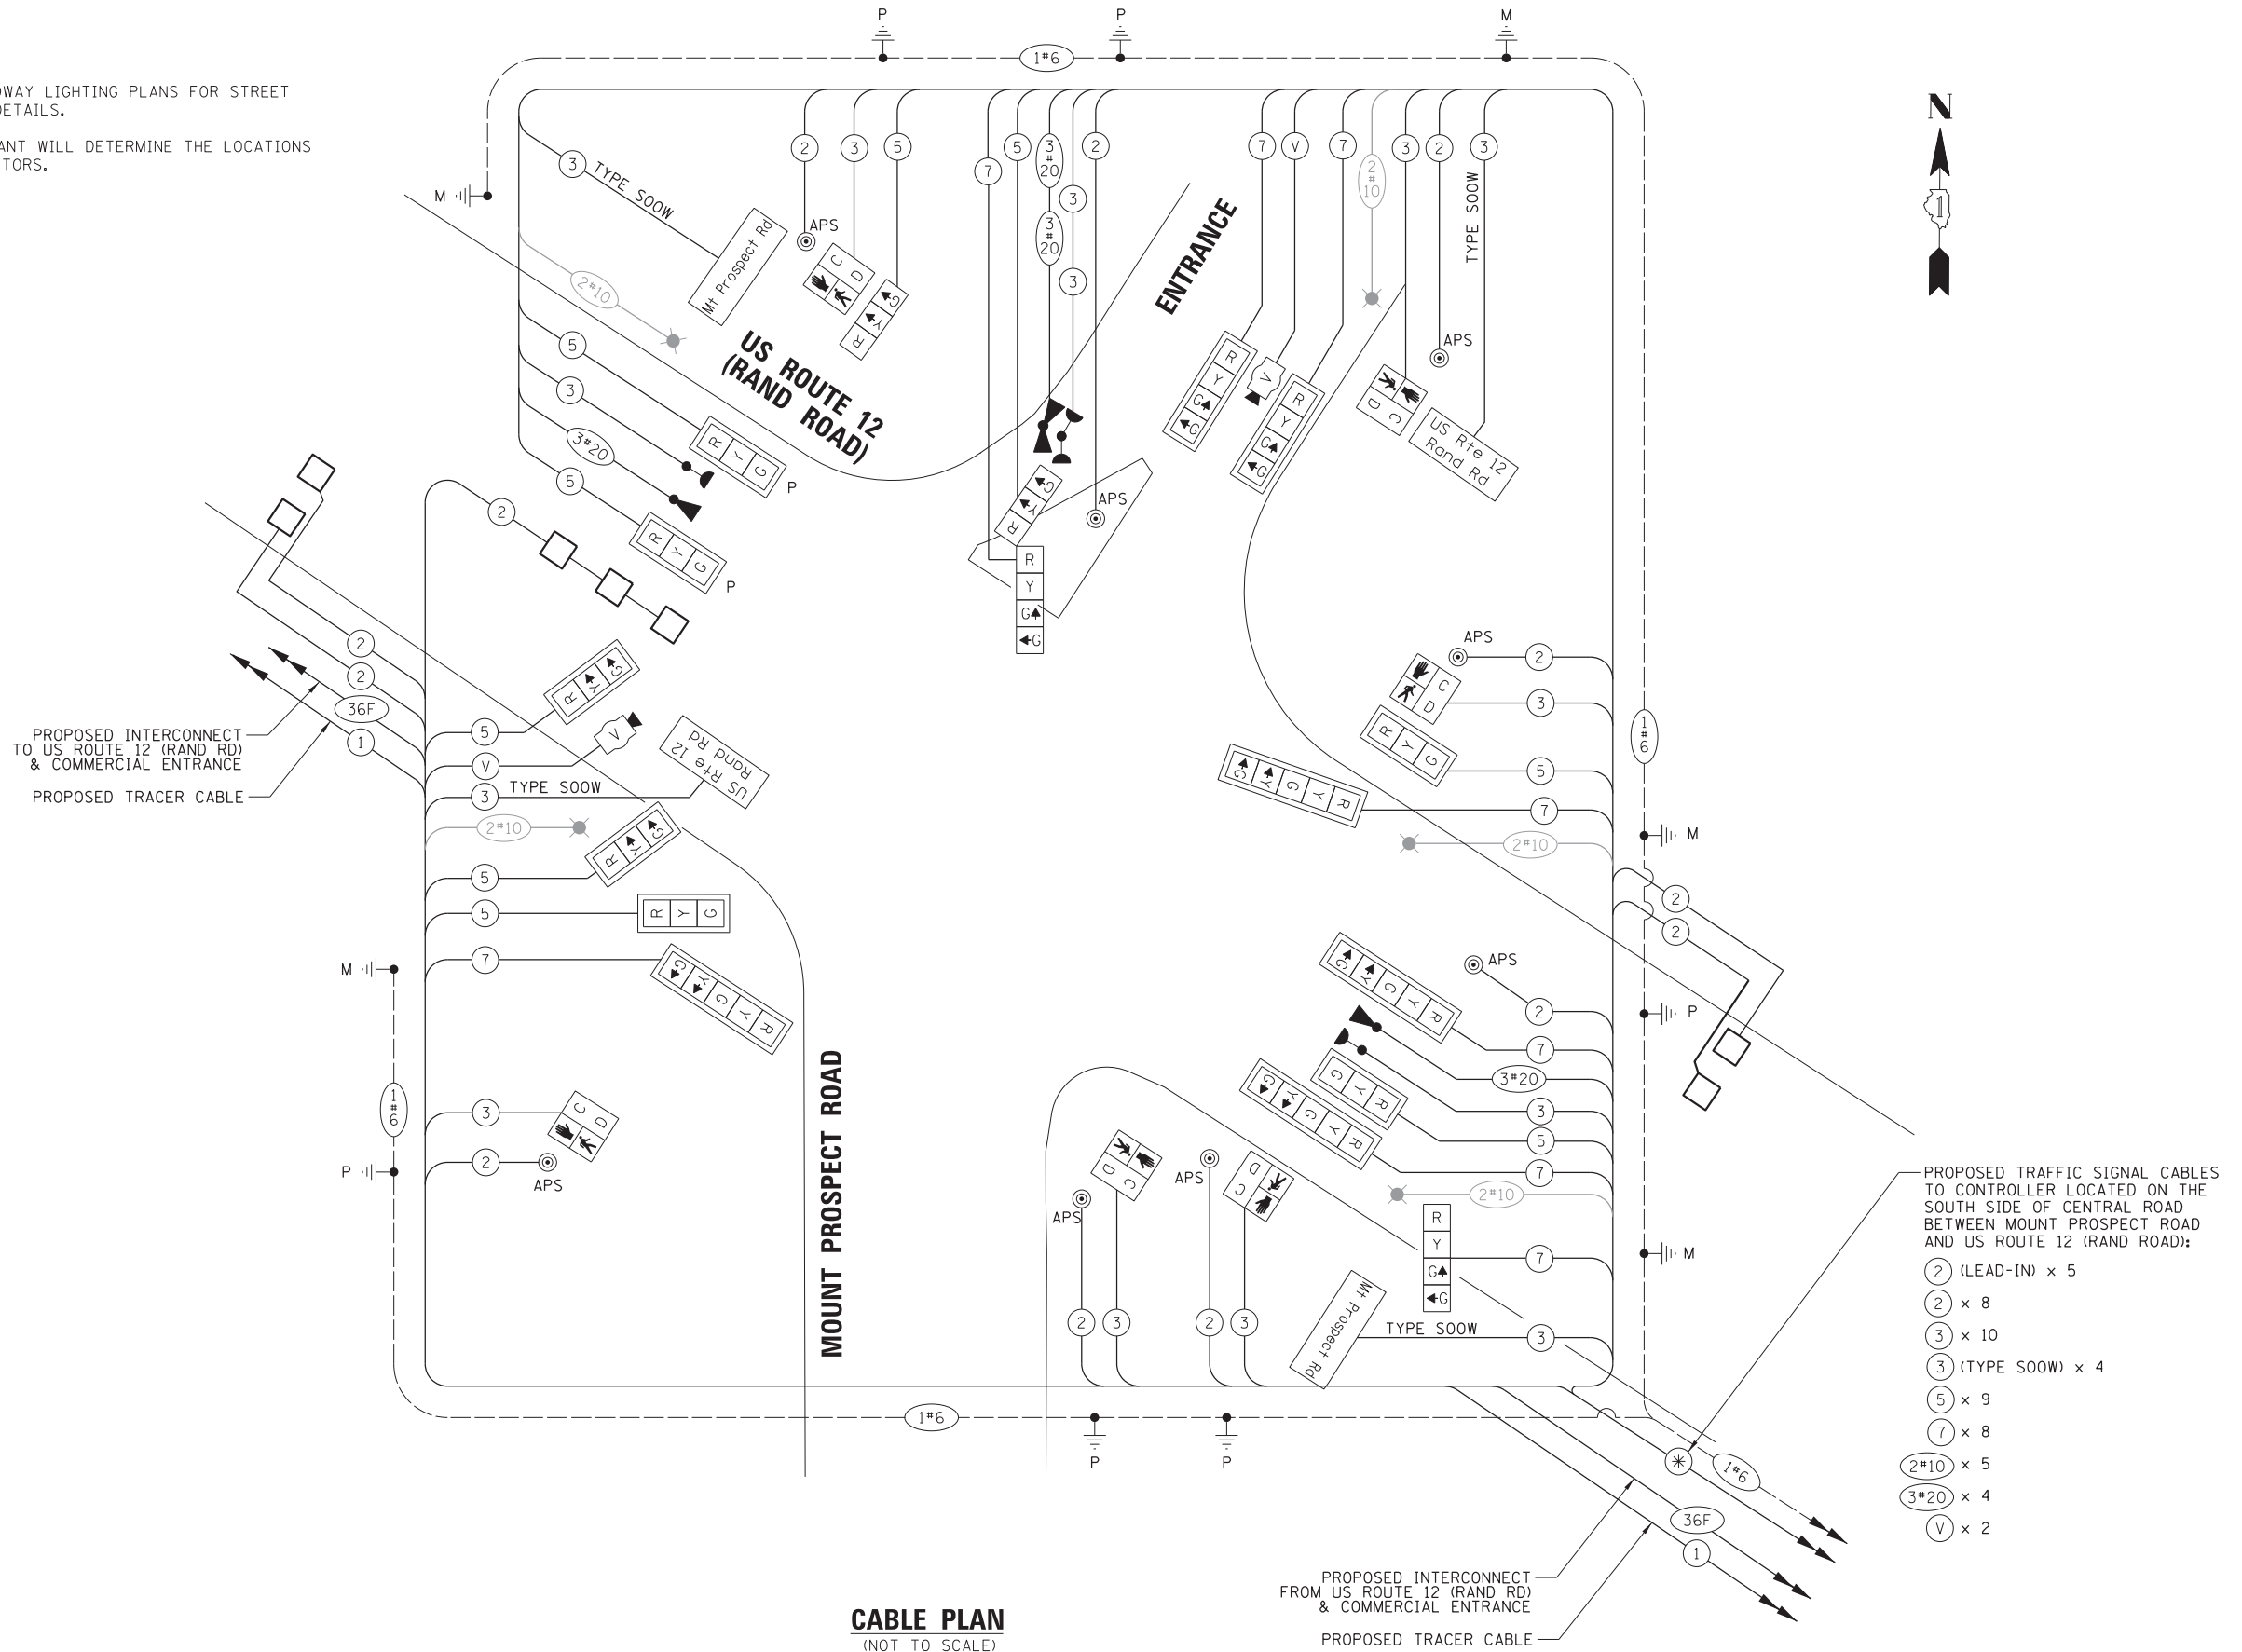 P
P
M
1#6
DWAY LIGHTING PLANS FOR STREET
DETAILS.
ANT WILL DETERMINE THE LOCATIONS
TORS.
N
1
2
3
5
7
5
3#20
3
2
7
V
7
2#10
3
2
3
TYPE SOOW
3
TYPE SOOW
M
3#20
3
APS
C
D
Mt Prospect Rd
R Y G
2#10
ENTRANCE
US ROUTE 12
(RAND ROAD)
5
3
3#20
5
R Y G
P
R Y G
P
R Y G
APS
R
Y
G
G
R
Y
G
G
V
R
Y
G
G
APS
D
C
US Rte 12
Rand Rd
2
2
2
36F
1
PROPOSED INTERCONNECT
TO US ROUTE 12 (RAND RD)
& COMMERCIAL ENTRANCE
PROPOSED TRACER CABLE
5
R Y G
V
V
3
TYPE SOOW
US Rte 12
Rand Rd
2#10
5
R Y G
5
R Y G
7
R Y G Y G
M
1#6
P
3
C
D
2
APS
MOUNT PROSPECT ROAD
APS
2
C
D
3
R Y G
5
R Y G Y G
7
2#10
1#6
M
2
2
P
APS
2
R Y G Y G
7
3#20
3
R Y G
5
R Y G Y G
7
2#10
R
Y
G
G
7
M
Mt Prospect Rd
TYPE SOOW
3
APS
D
C
APS
D
C
2
3
2
3
1#6
P
P
1#6
36F
1
PROPOSED TRAFFIC SIGNAL CABLES
TO CONTROLLER LOCATED ON THE
SOUTH SIDE OF CENTRAL ROAD
BETWEEN MOUNT PROSPECT ROAD
AND US ROUTE 12 (RAND ROAD):
2 (LEAD-IN) x 5
2 x 8
3 x 10
3 (TYPE SOOW) x 4
5 x 9
7 x 8
2#10 x 5
3#20 x 4
V x 2
PROPOSED INTERCONNECT
FROM US ROUTE 12 (RAND RD)
& COMMERCIAL ENTRANCE
PROPOSED TRACER CABLE
CABLE PLAN
(NOT TO SCALE)